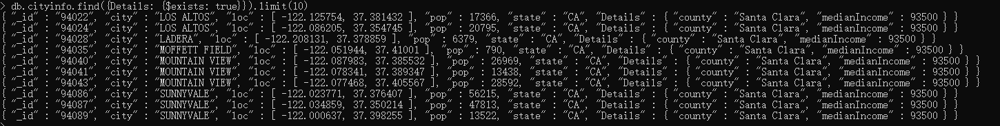 > db.cityinfo.find({Details: {$exists: true}}).limit(10)
{ "_id" : "94022", "city" : "LOS ALTOS", "loc" : [ -122.125754, 37.381432 ], "pop" : 17366, "state" : "CA", "Details" : { "county" : "Santa Clara", "medianIncome" : 93500 } }
{ "_id" : "94024", "city" : "LOS ALTOS", "loc" : [ -122.086205, 37.354745 ], "pop" : 20795, "state" : "CA", "Details" : { "county" : "Santa Clara", "medianIncome" : 93500 } }
{ "_id" : "94028", "city" : "LADERA", "loc" : [ -122.208131, 37.378859 ], "pop" : 6379, "state" : "CA", "Details" : { "county" : "Santa Clara", "medianIncome" : 93500 } }
{ "_id" : "94035", "city" : "MOFFETT FIELD", "loc" : [ -122.051944, 37.41001 ], "pop" : 790, "state" : "CA", "Details" : { "county" : "Santa Clara", "medianIncome" : 93500 } }
{ "_id" : "94040", "city" : "MOUNTAIN VIEW", "loc" : [ -122.087983, 37.385532 ], "pop" : 26969, "state" : "CA", "Details" : { "county" : "Santa Clara", "medianIncome" : 93500 } }
{ "_id" : "94041", "city" : "MOUNTAIN VIEW", "loc" : [ -122.078341, 37.389347 ], "pop" : 13438, "state" : "CA", "Details" : { "county" : "Santa Clara", "medianIncome" : 93500 } }
{ "_id" : "94043", "city" : "MOUNTAIN VIEW", "loc" : [ -122.077468, 37.405567 ], "pop" : 28592, "state" : "CA", "Details" : { "county" : "Santa Clara", "medianIncome" : 93500 } }
{ "_id" : "94086", "city" : "SUNNYVALE", "loc" : [ -122.023771, 37.376407 ], "pop" : 56215, "state" : "CA", "Details" : { "county" : "Santa Clara", "medianIncome" : 93500 } }
{ "_id" : "94087", "city" : "SUNNYVALE", "loc" : [ -122.034859, 37.350214 ], "pop" : 47813, "state" : "CA", "Details" : { "county" : "Santa Clara", "medianIncome" : 93500 } }
{ "_id" : "94089", "city" : "SUNNYVALE", "loc" : [ -122.000637, 37.398255 ], "pop" : 13522, "state" : "CA", "Details" : { "county" : "Santa Clara", "medianIncome" : 93500 } }
>